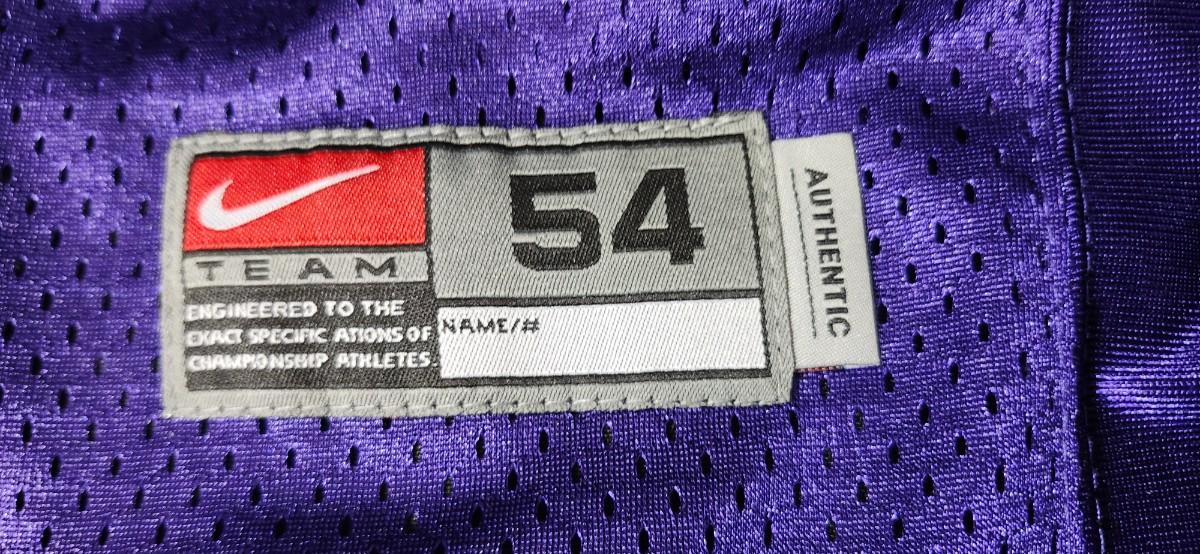 54
TEAM
ENGINEERED TO THE
EXACT SPECIFIC ATIONS OF
CHAMPIONSHIP ATHLETES.
NAME/#
AUTHENTIC